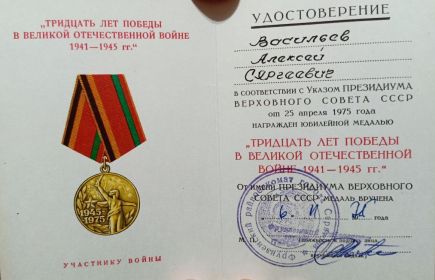 „ТРИДЦАТЬ ЛЕТ ПОБЕДЫ
В ВЕЛИКОЙ ОТЕЧЕСТВЕННОЙ ВОЙНЕ
1941—1945 гг."
1945
1975
УЧАСТНИКУ ВОЙНЫ
УДОСТОВЕРЕНИЕ
Васильев
Алексей
Сергеевич
В СООТВЕТСТВИИ с Указом ПРЕЗИДИУМА
ВЕРХОВНОГО СОВЕТА СССР
от 25 апреля 1975 года
НАГРАЖДЕН ЮБИЛЕЙНОЙ МЕДАЛЬЮ
„ТРИДЦАТЬ ЛЕТ ПОБЕДЫ
В ВЕЛИКОЙ ОТЕЧЕСТВЕННОЙ
ВОЙНЕ 1941—1945 гг."
От имени ПРЕЗИДИУМА ВЕРХОВНОГО
СОВЕТА СССР МЕДАЛЬ ВРУЧЕНА
года